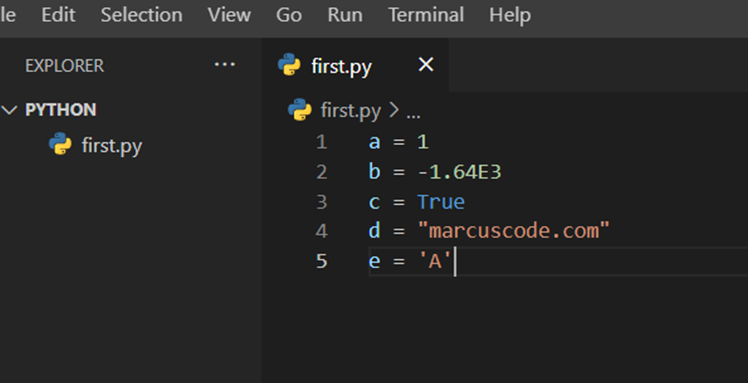 le Edit Selection View Go Run Terminal Help
EXPLORER ...
first.py ×
PYTHON
first.py
first.py > ...
1 a = 1
2 b = -1.64E3
3 c = True
4 d = "marcuscode.com"
5 e = 'A'